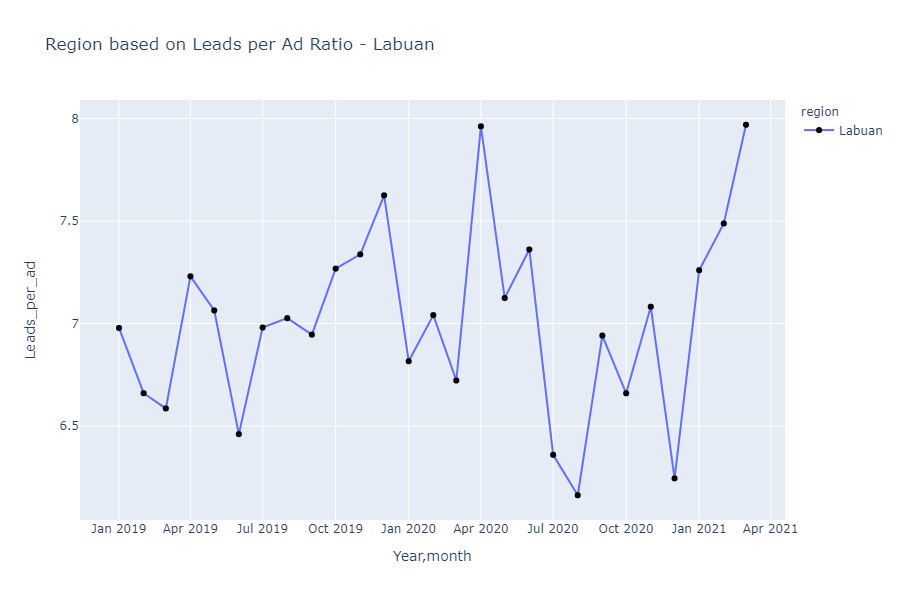 Region based on Leads per Ad Ratio - Labuan
region
Labuan
8
7.5
7
6.5
Leads_per_ad
Jan 2019
Apr 2019
Jul 2019
Oct 2019
Jan 2020
Apr 2020
Jul 2020
Oct 2020
Jan 2021
Apr 2021
Year,month